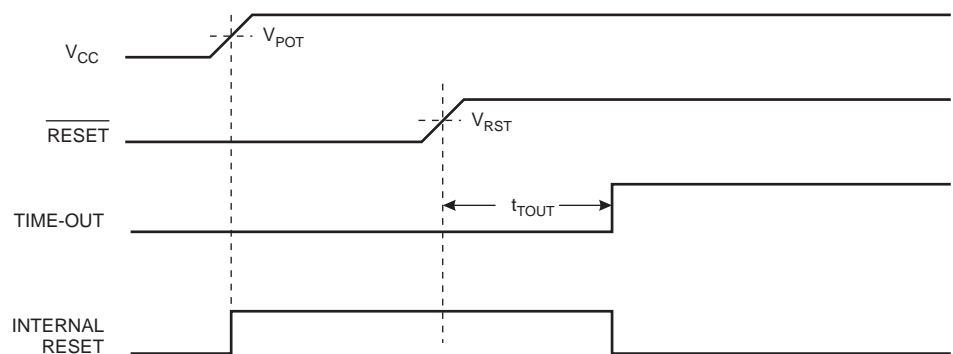 VCC
VPOT
RESET
VRST
TIME-OUT
tTOUT
INTERNAL
RESET